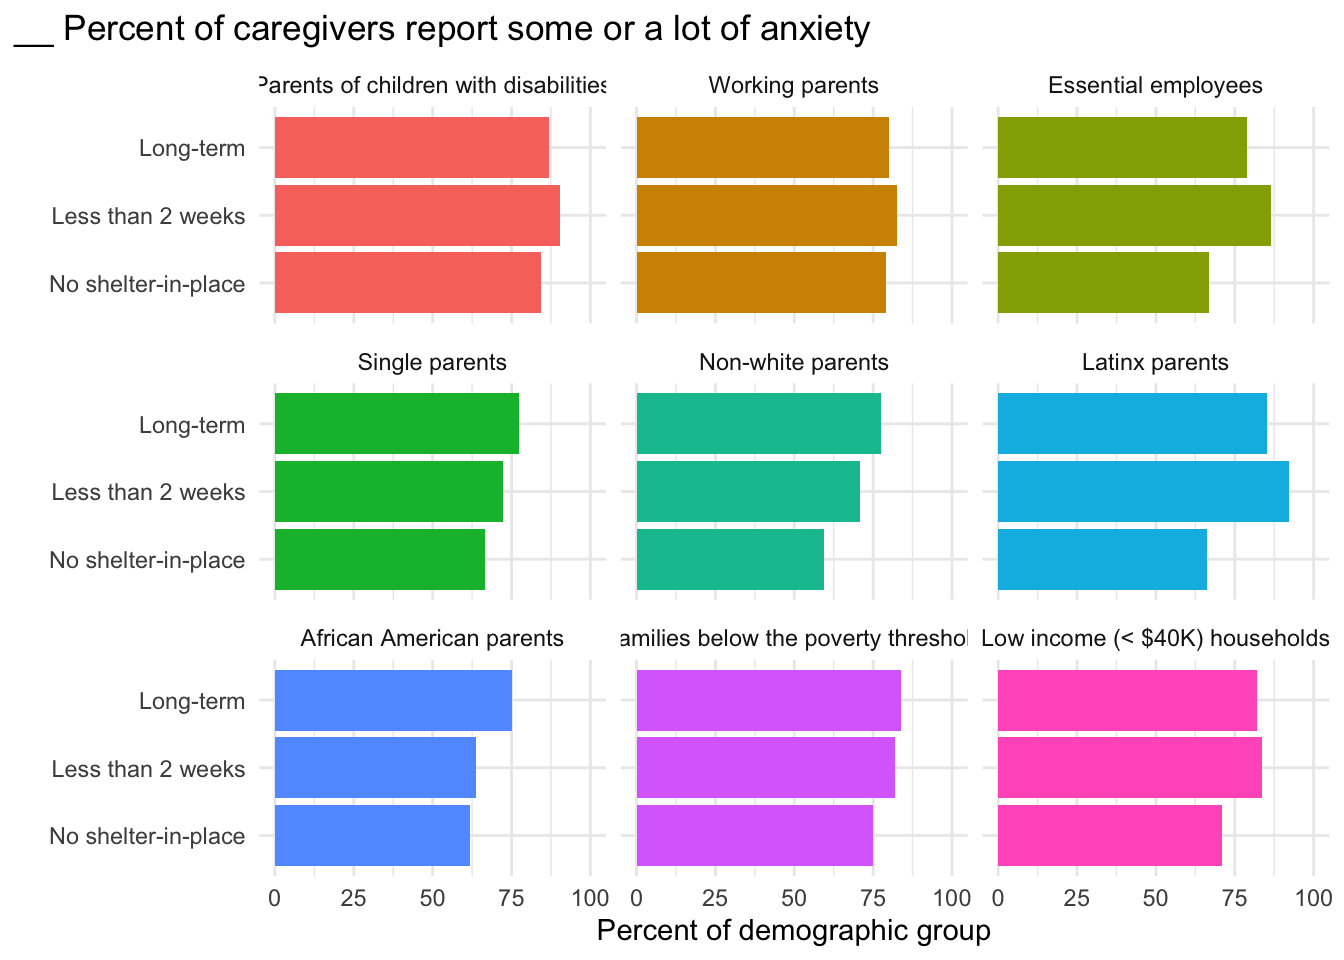 __ Percent of caregivers report some or a lot of anxiety
Parents of children with disabilities
Working parents
Essential employees
Long-term
Less than 2 weeks
No shelter-in-place
Single parents
Non-white parents
Latinx parents
Long-term
Less than 2 weeks
No shelter-in-place
African American parents
amilies below the poverty threshol
Low income (< $40K) households
Long-term
Less than 2 weeks
No shelter-in-place
0 25 50 75 100 0 25 50 75 100 0 25 50 75 100
Percent of demographic group